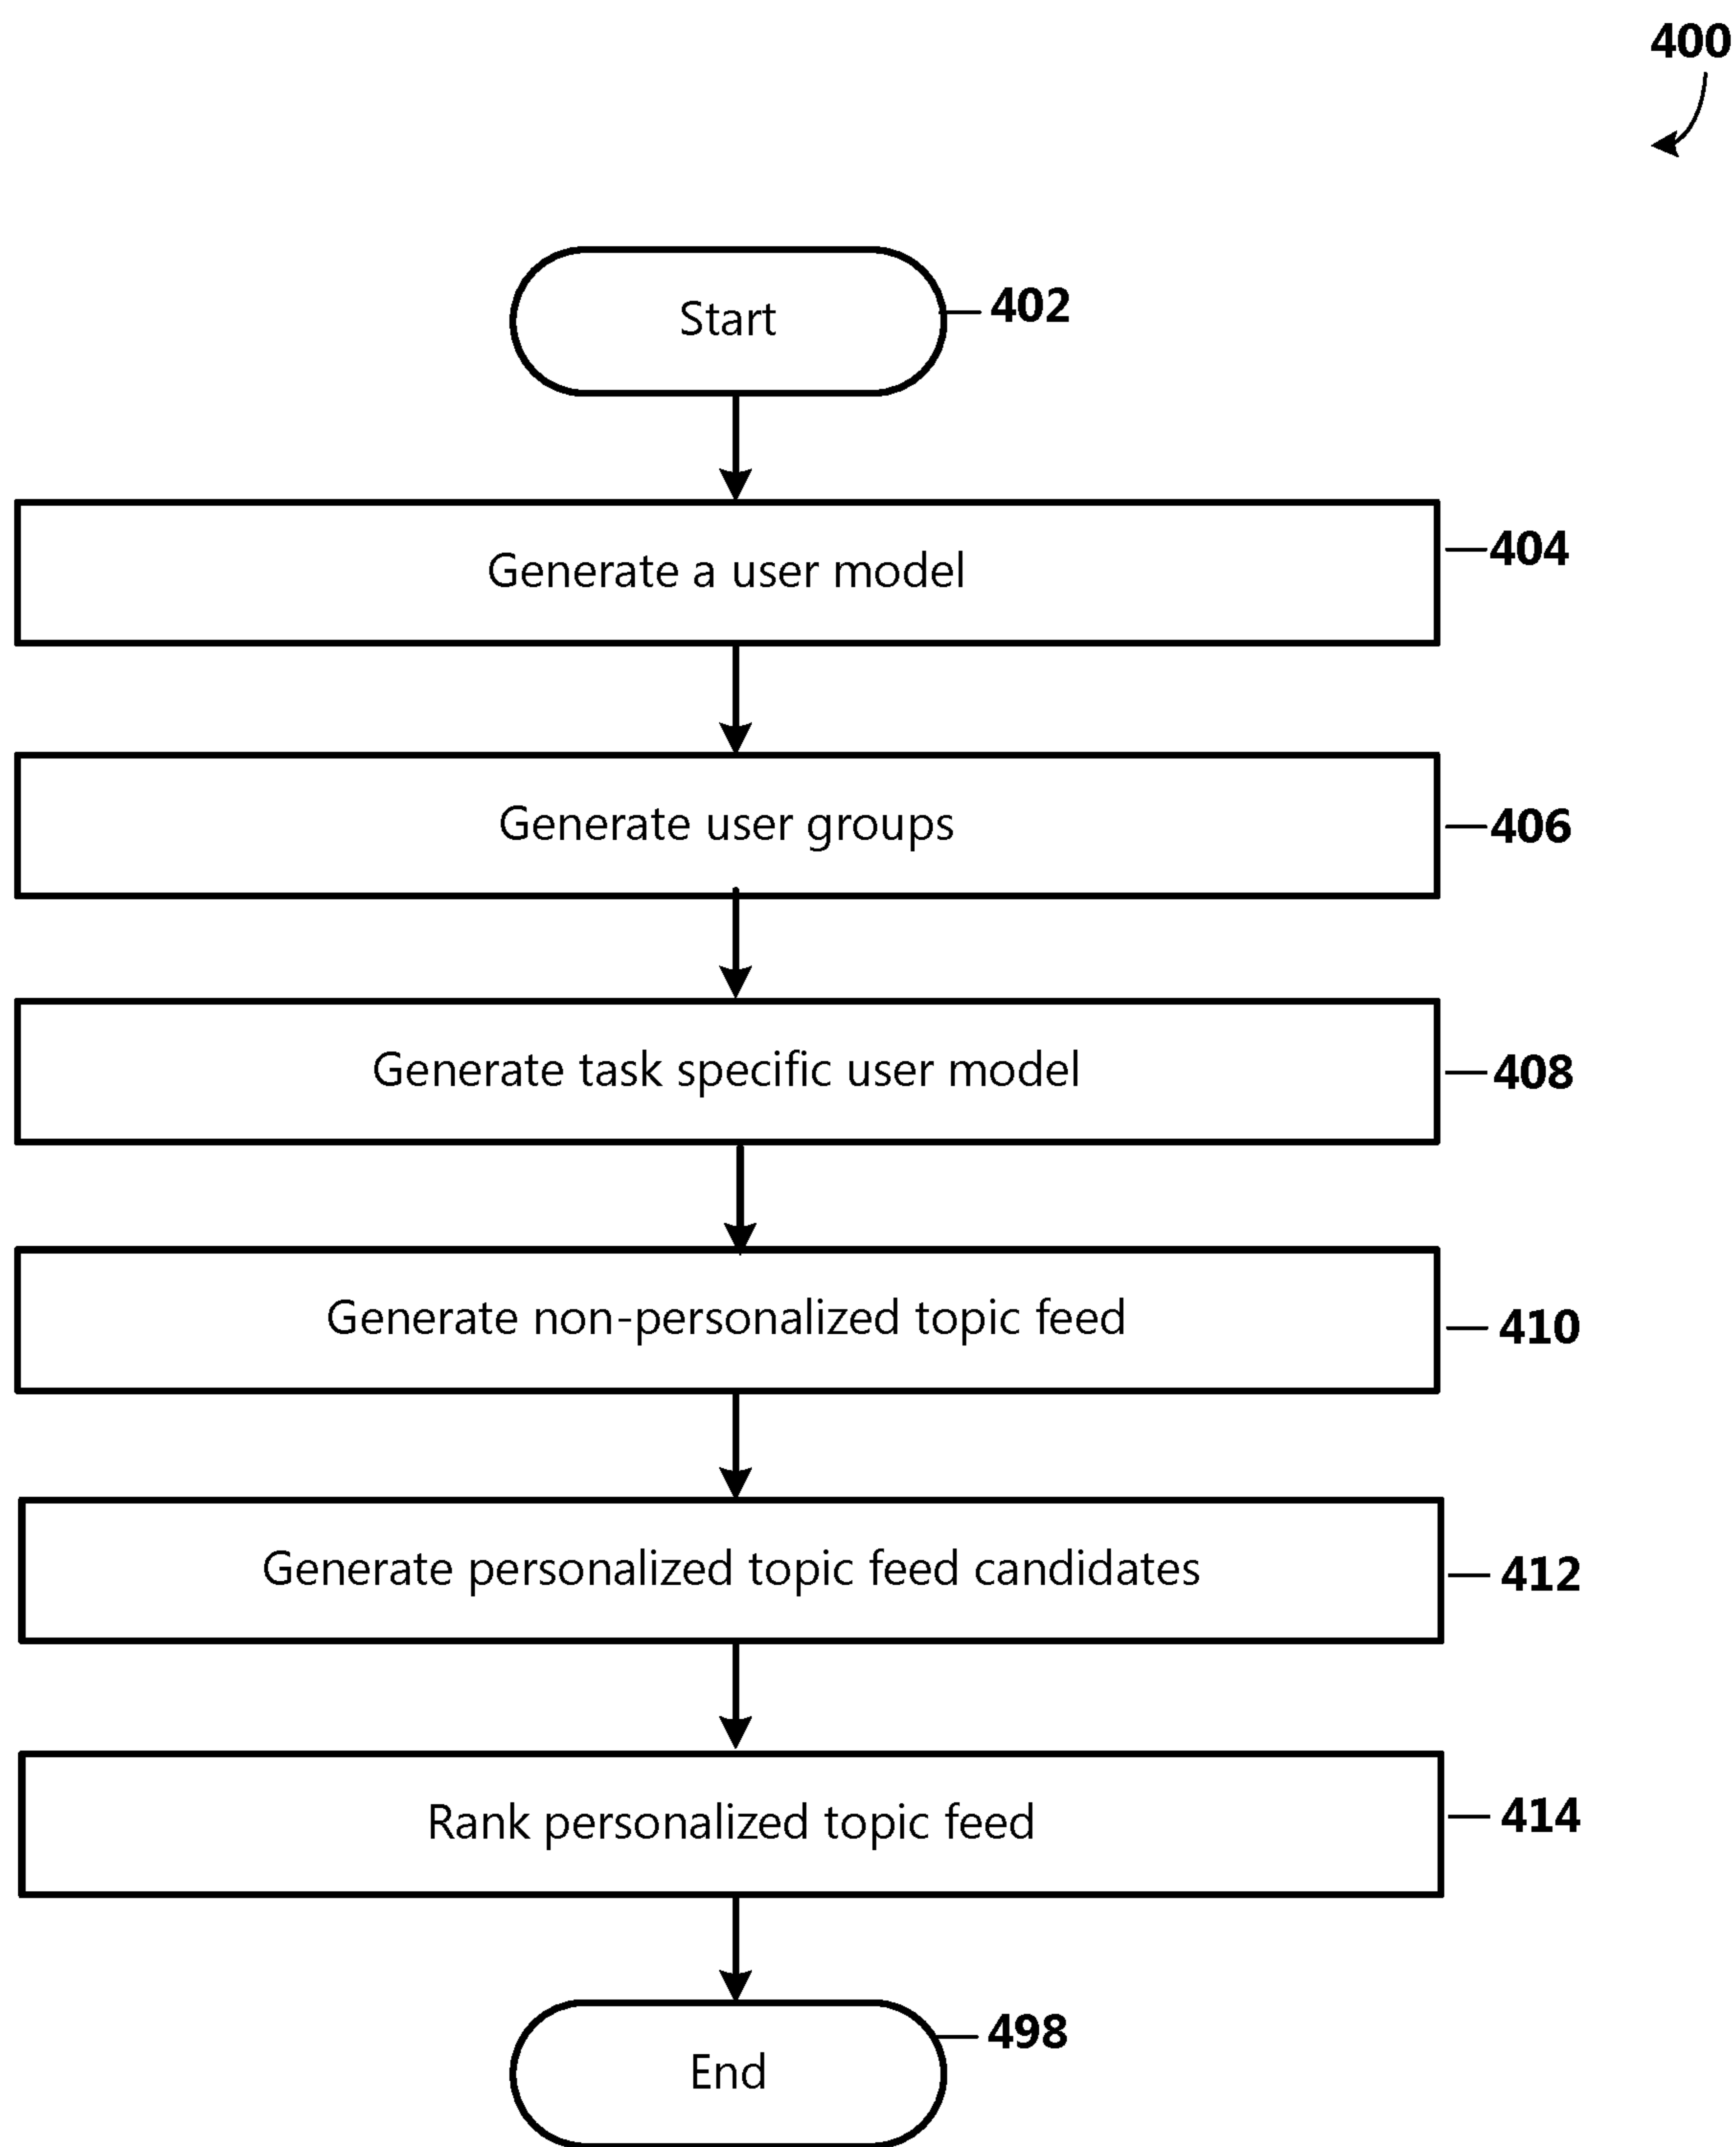 400
Start
402
Generate a user model
404
Generate user groups
406
Generate task specific user model
408
Generate non-personalized topic feed
410
Generate personalized topic feed candidates
412
Rank personalized topic feed
414
End
498